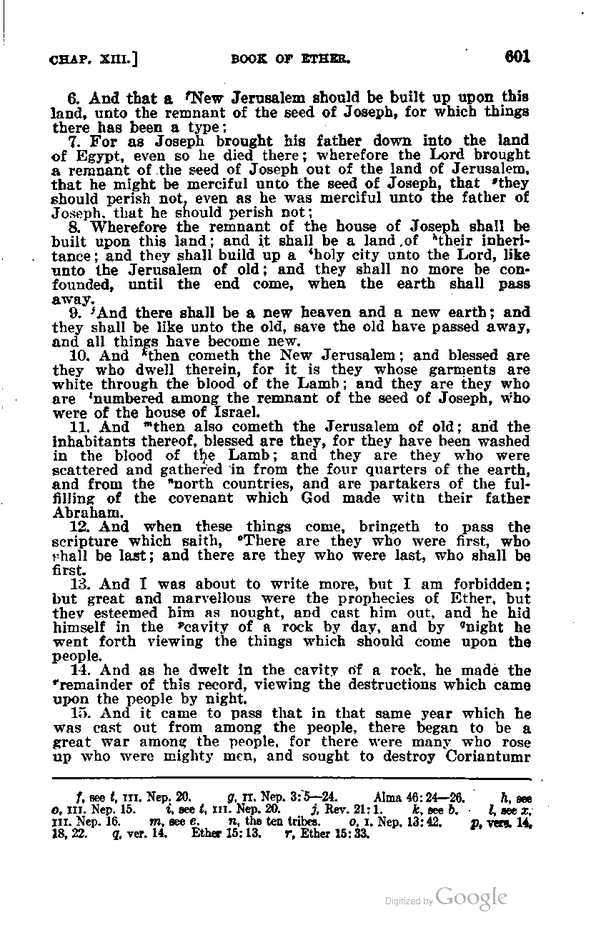 CHAP. XIII.] BOOK OF ETHER. 601
6. And that a fNew Jerusalem should be built up upon this
land, unto the remnant of the seed of Joseph, for which things
there has been a type;
7. For as Joseph brought his father down into the land
of Egypt, even so he died there; wherefore the Lord brought
a remnant of the seed of Joseph out of the land of Jerusalem,
that he might be merciful unto the seed of Joseph, that gthey
should perish not, even as he was merciful unto the father of
Joseph, that he should perish not;
8. Wherefore the remnant of the house of Joseph shall be
built upon this land; and it shall be a land of htheir inheri-
tance; and they shall build up a iholy city unto the Lord, like
unto the Jerusalem of old; and they shall no more be con-
founded, until the end come, when the earth shall pass
away.
9. jAnd there shall be a new heaven and a new earth; and
they shall be like unto the old, save the old have passed away,
and all things have become new.
10. And kthen cometh the New Jerusalem; and blessed are
they who dwell therein, for it is they whose garments are
white through the blood of the Lamb; and they are they who
are lnumbered among the remnant of the seed of Joseph, who
were of the house of Israel.
11. And mthen also cometh the Jerusalem of old; and the
inhabitants thereof, blessed are they, for they have been washed
in the blood of the Lamb; and they are they who were
scattered and gathered in from the four quarters of the earth,
and from the nnorth countries, and are partakers of the ful-
filling of the covenant which God made with their father
Abraham.
12. And when these things come, bringeth to pass the
scripture which saith, oThere are they who were first, who
shall be last; and there are they who were last, who shall be
first.
13. And I was about to write more, but I am forbidden;
but great and marvellous were the prophecies of Ether, but
they esteemed him as nought, and cast him out, and he hid
himself in the pcavity of a rock by day, and by qnight he
went forth viewing the things which should come upon the
people.
14. And as he dwelt in the cavity of a rock, he made the
rremainder of this record, viewing the destructions which came
upon the people by night.
15. And it came to pass that in that same year which he
was cast out from among the people, there began to be a
great war among the people, for there were many who rose
up who were mighty men, and sought to destroy Coriantumr
f, see t, III. Nep. 20. g, II. Nep. 3:5—24. Alma 46:24—26. h, see
o, III. Nep. 15. i, see t, III. Nep. 20. j, Rev. 21:1. k, see b. l, see x,
III. Nep. 16. m, see e. n, the ten tribes. o, I. Nep. 13:42. p, vers. 14,
18, 22. q, ver. 14. Ether 15:13. r, Ether 15:33.
Digitized by Google